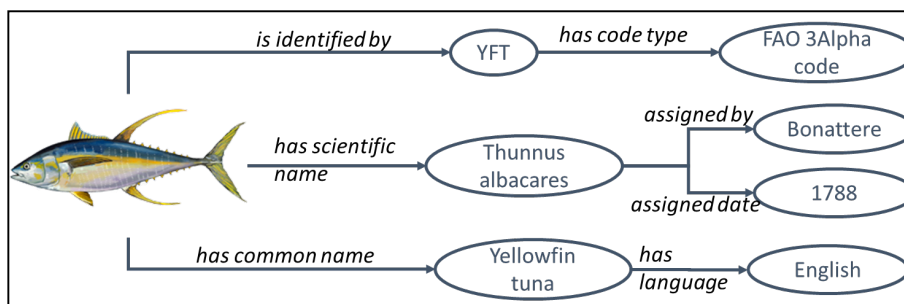 is identified by
YFT
has code type
FAO 3Alpha
code
has scientific
name
Thunnus
albacares
assigned by
Bonattere
assigned date
1788
has common name
Yellowfin
tuna
has
language
English